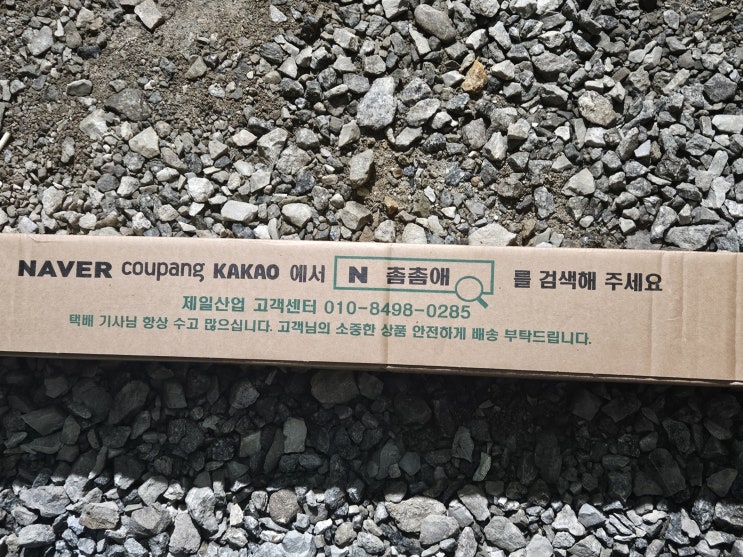 NAVER coupang KAKAO 에서 N 촘촘애 를 검색해 주세요
제일산업 고객센터 010-8498-0285
택배 기사님 항상 수고 많으십니다. 고객님의 소중한 상품 안전하게 배송 부탁드립니다.